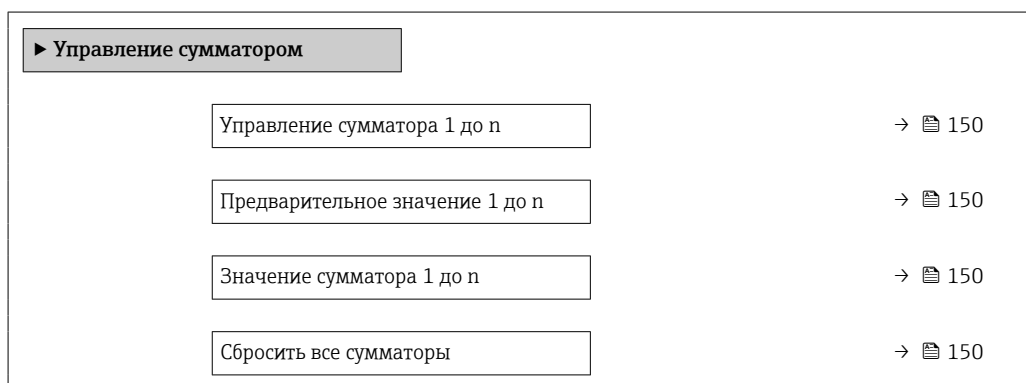 ▶ Управление сумматором
Управление сумматора 1 до n → 150
Предварительное значение 1 до n → 150
Значение сумматора 1 до n → 150
Сбросить все сумматоры → 150